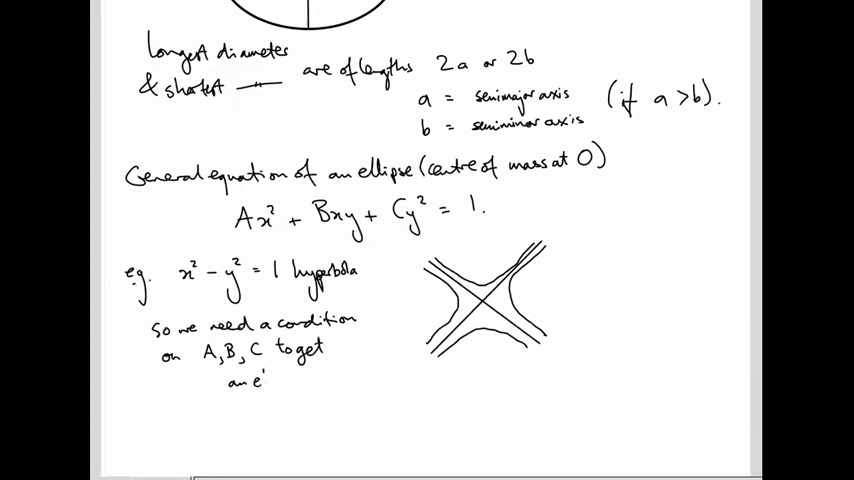 longest diameter
& shortest —〃— are of lengths 2a or 2b
a = semimajor axis (if a > b).
b = semiminor axis
General equation of an ellipse (centre of mass at 0)
Ax² + Bxy + Cy² = 1.
e.g. x² - y² = 1 hyperbola
So we need a condition
on A, B, C to get
an e